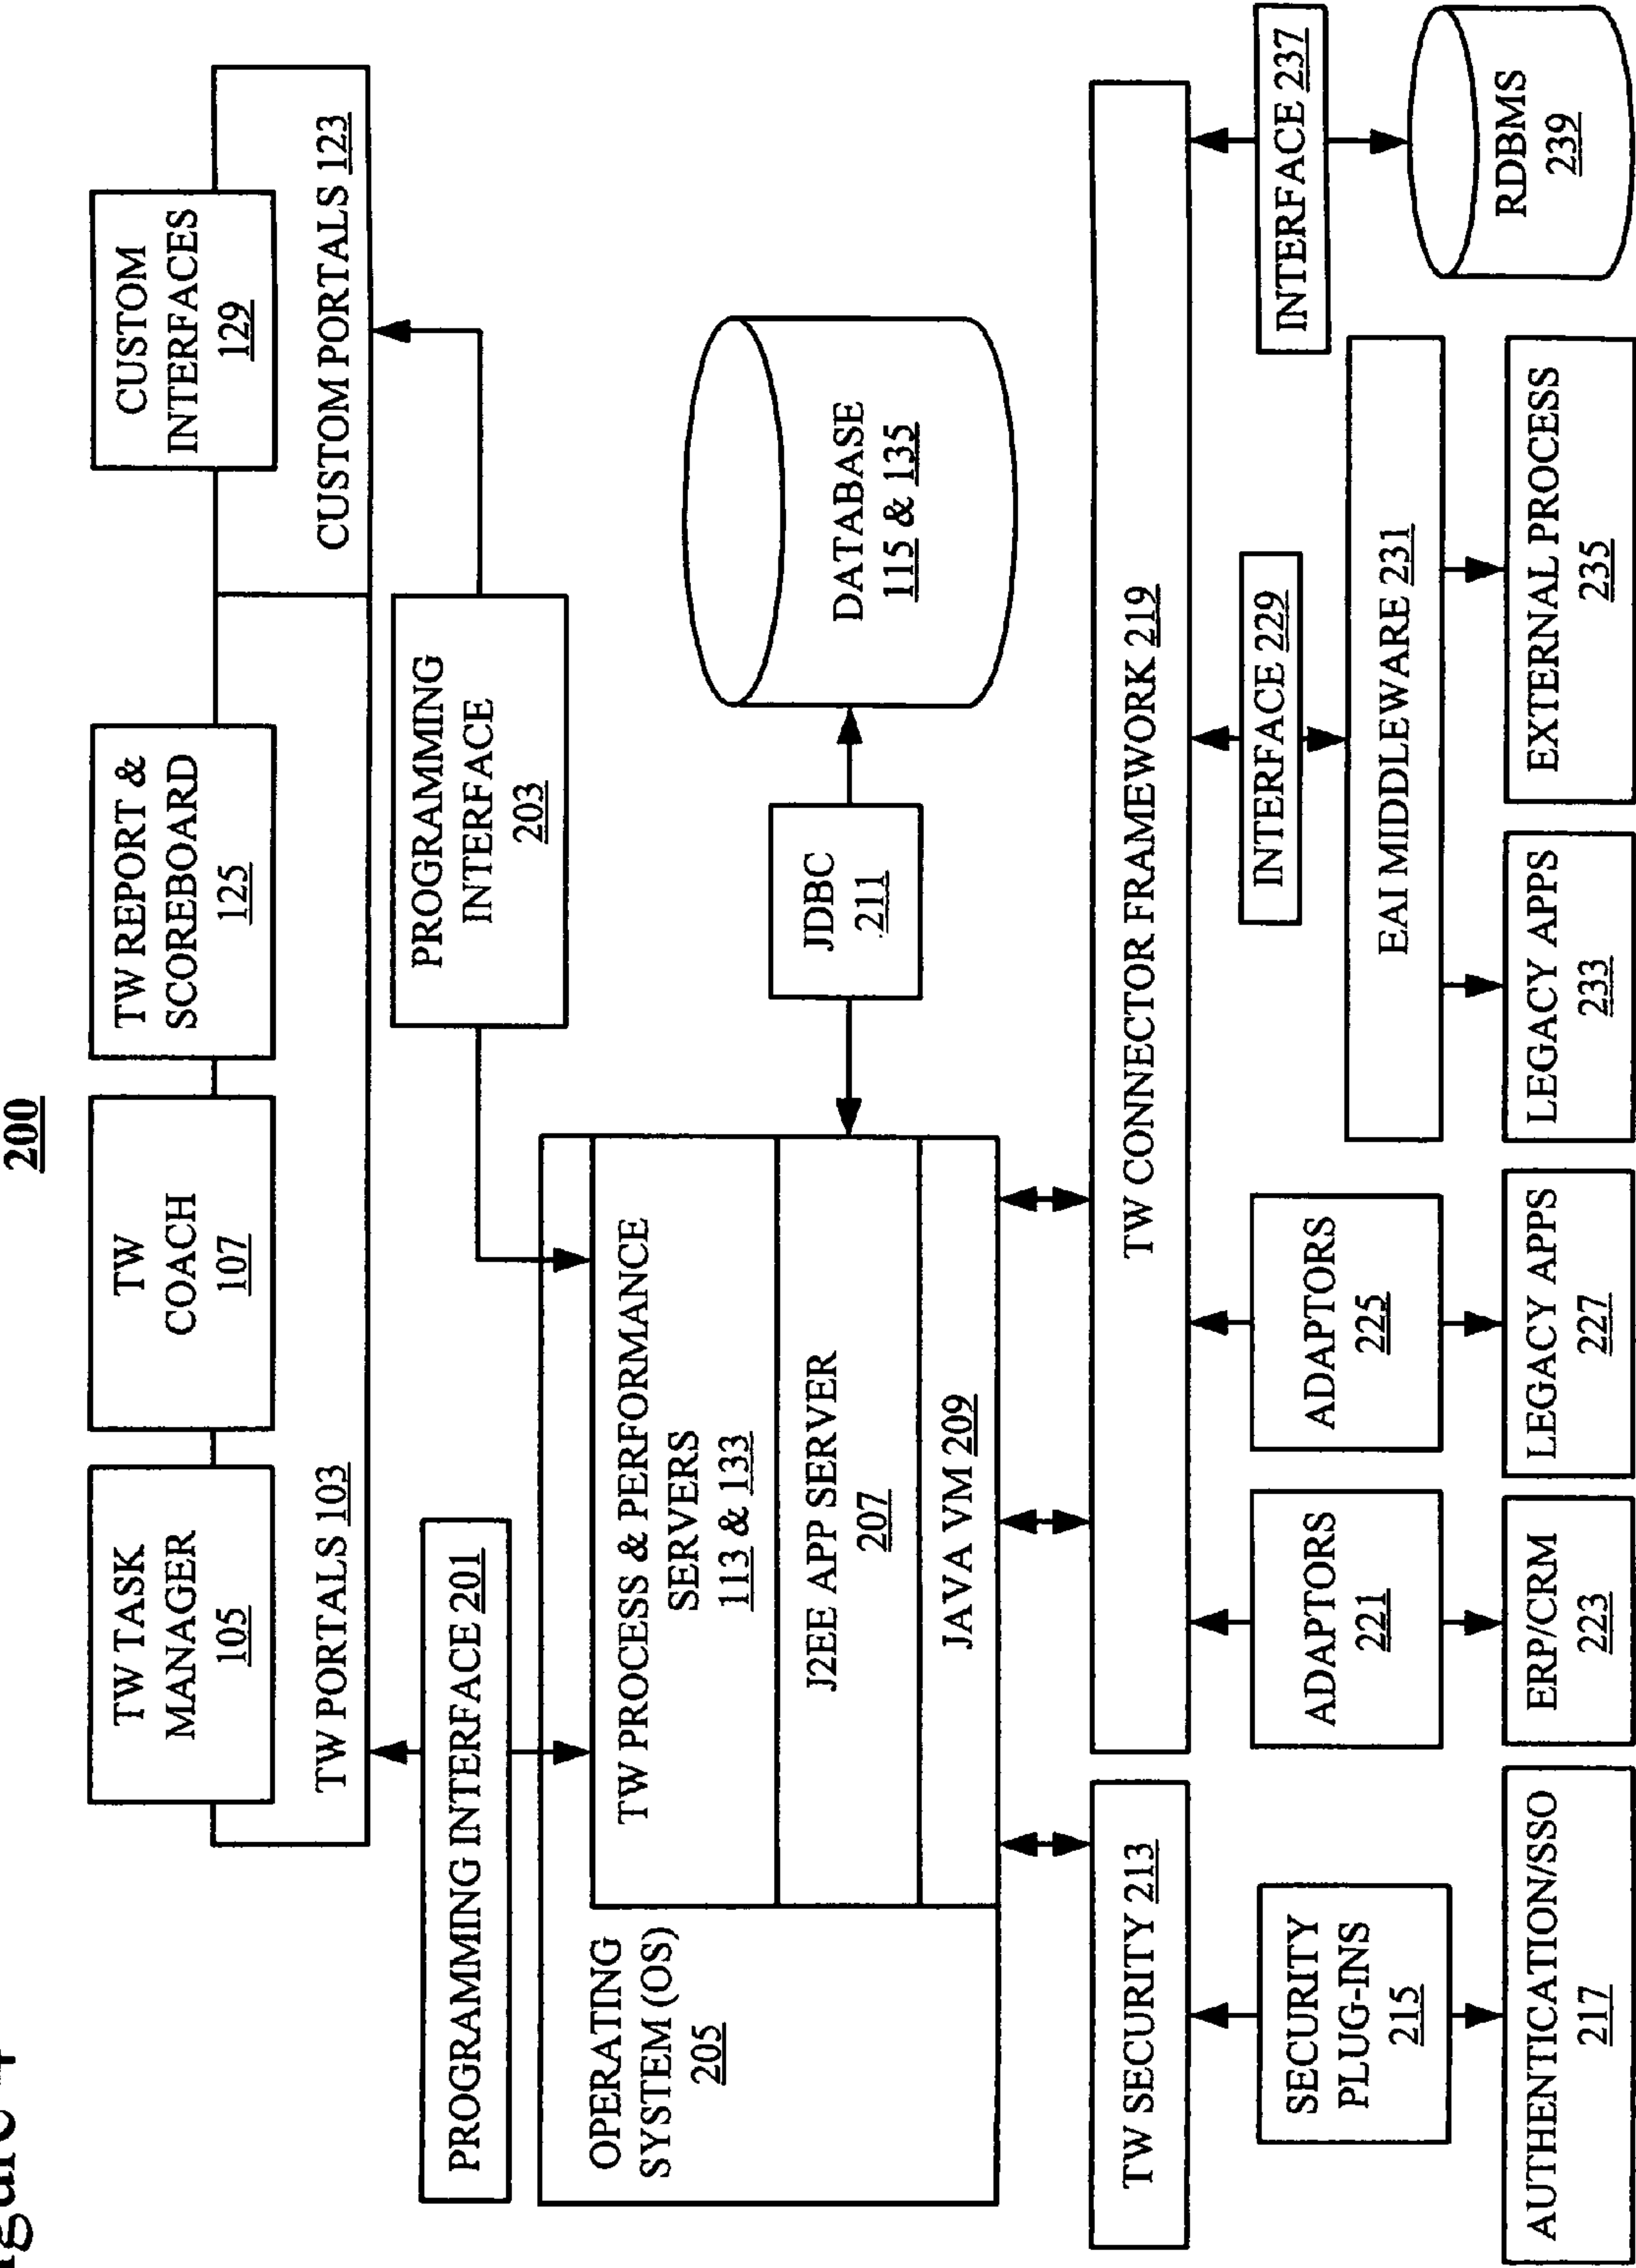 200
TW TASK
MANAGER
105
TW
COACH
107
TW REPORT &
SCOREBOARD
125
CUSTOM
INTERFACES
129
TW PORTALS 103
CUSTOM PORTALS 123
PROGRAMMING INTERFACE 201
PROGRAMMING
INTERFACE
203
OPERATING
SYSTEM (OS)
205
TW PROCESS & PERFORMANCE
SERVERS
113 & 133
J2EE APP SERVER
207
JAVA VM 209
JDBC
211
DATABASE
115 & 135
TW SECURITY 213
TW CONNECTOR FRAMEWORK 219
SECURITY
PLUG-INS
215
ADAPTORS
221
ADAPTORS
225
INTERFACE 229
INTERFACE 237
EAI MIDDLEWARE 231
AUTHENTICATION/SSO
217
ERP/CRM
223
LEGACY APPS
227
LEGACY APPS
233
EXTERNAL PROCESS
235
RDBMS
239